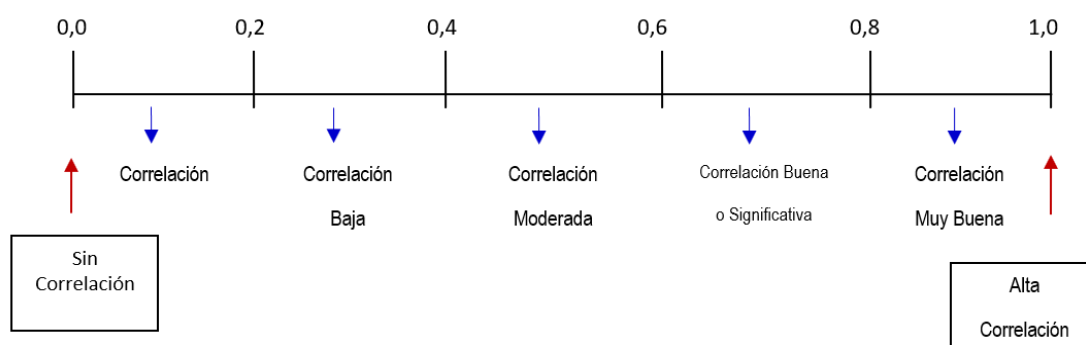 0,0 0,2 0,4 0,6 0,8 1,0
Correlación
Correlación
Baja
Correlación
Moderada
Correlación Buena
o Significativa
Correlación
Muy Buena
Sin
Correlación
Alta
Correlación